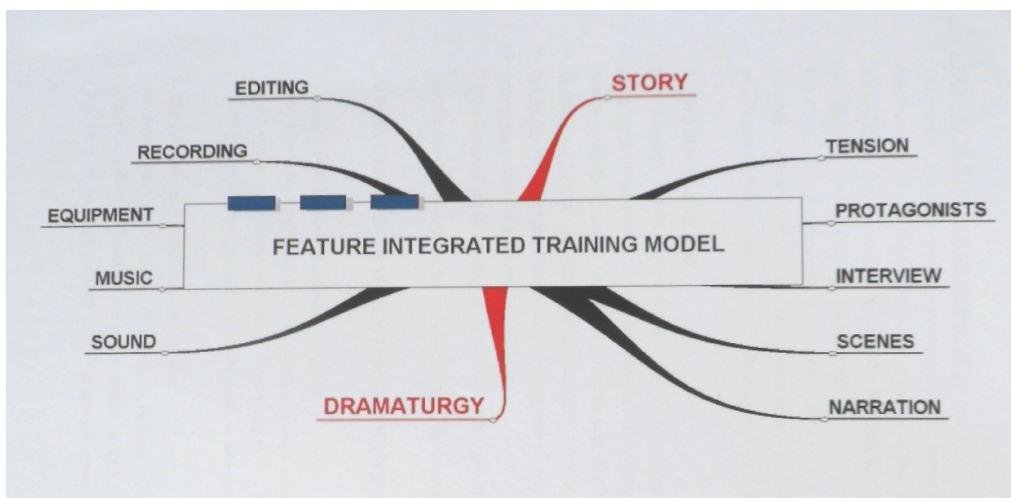 EDITING
STORY
RECORDING
TENSION
EQUIPMENT
PROTAGONISTS
FEATURE INTEGRATED TRAINING MODEL
MUSIC
INTERVIEW
SOUND
SCENES
DRAMATURGY
NARRATION